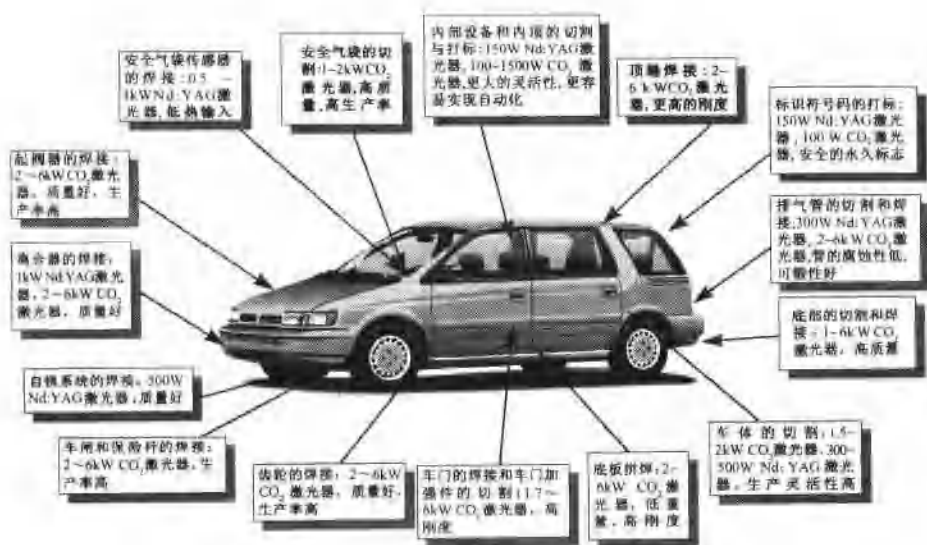 安全气袋传感器
的焊接:0.5~
1kWNd:YAG激
光器,低热输入
安全气袋的切
割:1~2kWCO₂
激光器,高质
量,高生产率
内部设备和内顶的切割
与打标:150W Nd:YAG激
光器,100~1500W CO₂激
光器,更大的灵活性,更容
易实现自动化
焊接:2~
6kWCO₂激光
器,更高的刚度
标识符号码的打标:
150W Nd:YAG激光
器,100W CO₂激光
器,安全的永久标志
阀器的焊接:
2~6kW CO₂激光
器,质量好,生
产率高
离合器的焊接:
1kW Nd:YAG激光
器,2~6kW CO₂
激光器,质量好
排气管的切割和焊
接:300W Nd:YAG激
光器,2~6kW CO₂激
光器,管的腐蚀性低,
可锻性好
底部的切割和焊
接:1~6kW CO₂
激光器,高质量
自锁系统的焊接:500W
Nd:YAG激光器,质量好
车闸和保险杆的焊接:
2~6kW CO₂激光器,生
产率高
齿轮的焊接:2~6kW
CO₂激光器,质量好,
生产率高
车门的焊接和车门加
强件的切割:1.7~
6kW CO₂激光器,高
刚度
底板拼焊:2~
6kW CO₂激
光器,低重
量,高刚度
车体的切割:1.5~
2kW CO₂激光器,300~
500W Nd:YAG激光
器,生产灵活性高